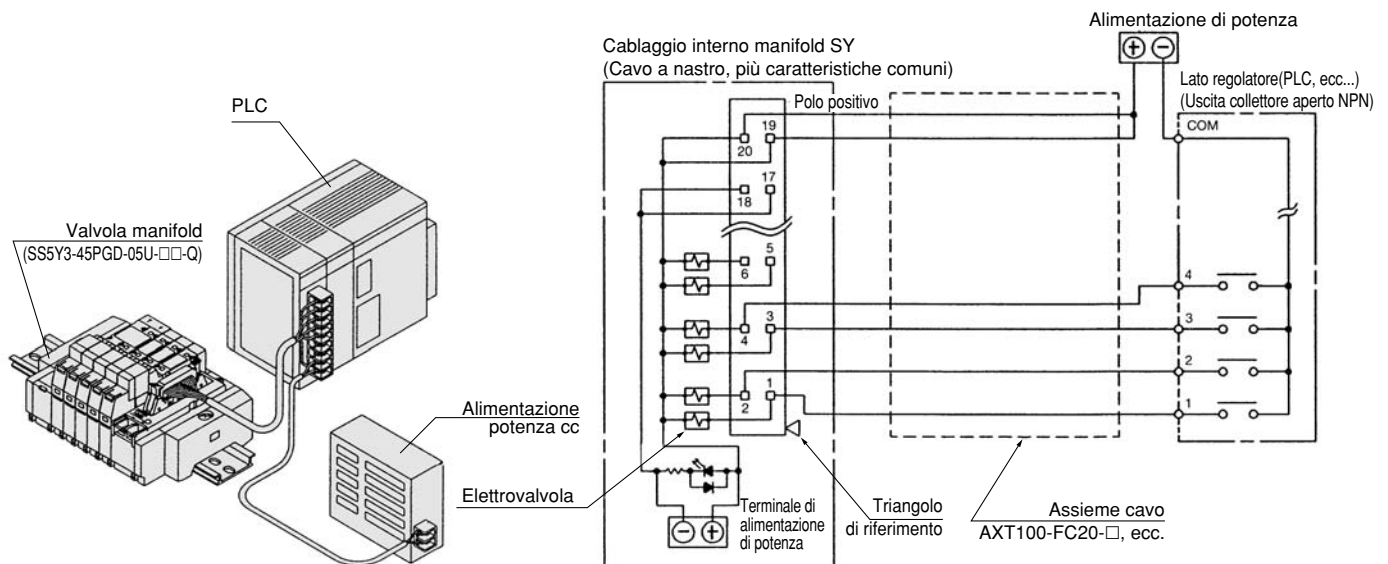 PLC
Valvola manifold
(SS5Y3-45PGD-05U-□□-Q)
Alimentazione
potenza cc
Elettrovalvola
Cablaggio interno manifold SY
(Cavo a nastro, più caratteristiche comuni)
Polo positivo
20
19
18
17
6
5
4
3
2
1
Terminale di
alimentazione
di potenza
Triangolo
di riferimento
Assieme cavo
AXT100-FC20-□, ecc.
Alimentazione di potenza
Lato regolatore(PLC, ecc...)
(Uscita collettore aperto NPN)
COM
4
3
2
1